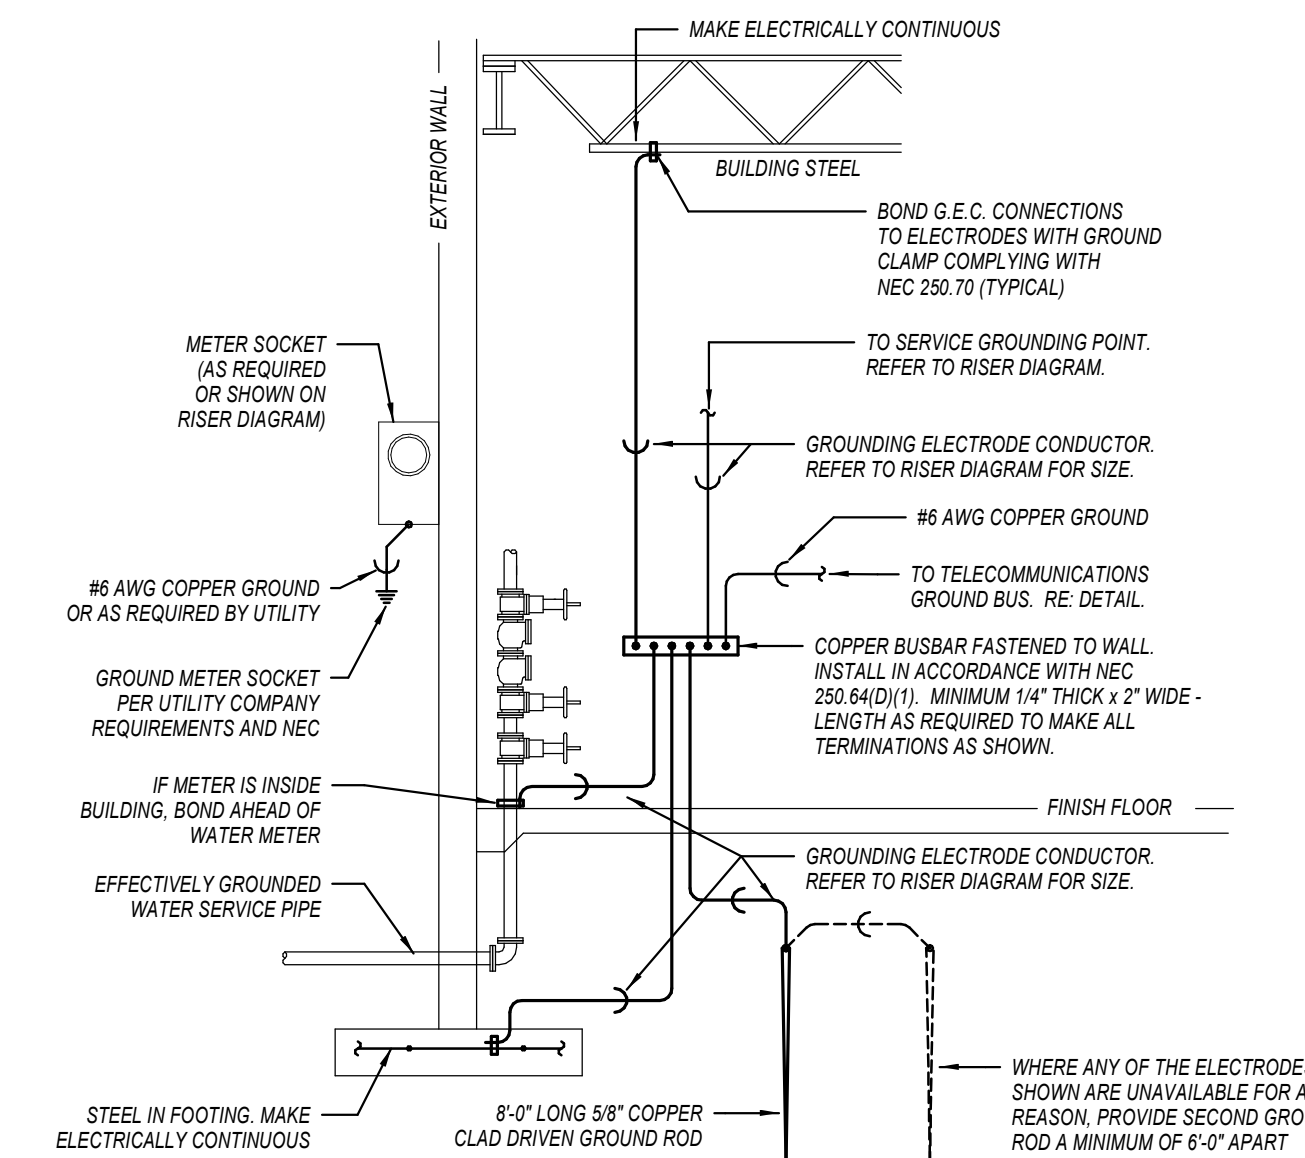 MAKE ELECTRICALLY CONTINUOUS
EXTERIOR WALL
BUILDING STEEL
BOND G.E.C. CONNECTIONS
TO ELECTRODES WITH GROUND
CLAMP COMPLYING WITH
NEC 250.70 (TYPICAL)
METER SOCKET
(AS REQUIRED
OR SHOWN ON
RISER DIAGRAM)
TO SERVICE GROUNDING POINT.
REFER TO RISER DIAGRAM.
GROUNDING ELECTRODE CONDUCTOR.
REFER TO RISER DIAGRAM FOR SIZE.
#6 AWG COPPER GROUND
TO TELECOMMUNICATIONS
GROUND BUS. RE: DETAIL.
#6 AWG COPPER GROUND
OR AS REQUIRED BY UTILITY
COPPER BUSBAR FASTENED TO WALL.
INSTALL IN ACCORDANCE WITH NEC
250.64(D)(1). MINIMUM 1/4" THICK x 2" WIDE -
LENGTH AS REQUIRED TO MAKE ALL
TERMINATIONS AS SHOWN.
GROUND METER SOCKET
PER UTILITY COMPANY
REQUIREMENTS AND NEC
IF METER IS INSIDE
BUILDING, BOND AHEAD OF
WATER METER
FINISH FLOOR
GROUNDING ELECTRODE CONDUCTOR.
REFER TO RISER DIAGRAM FOR SIZE.
EFFECTIVELY GROUNDED
WATER SERVICE PIPE
STEEL IN FOOTING. MAKE
ELECTRICALLY CONTINUOUS
8'-0" LONG 5/8" COPPER
CLAD DRIVEN GROUND ROD
WHERE ANY OF THE ELECTRODES
SHOWN ARE UNAVAILABLE FOR A
REASON, PROVIDE SECOND GRO
ROD A MINIMUM OF 6'-0" APART